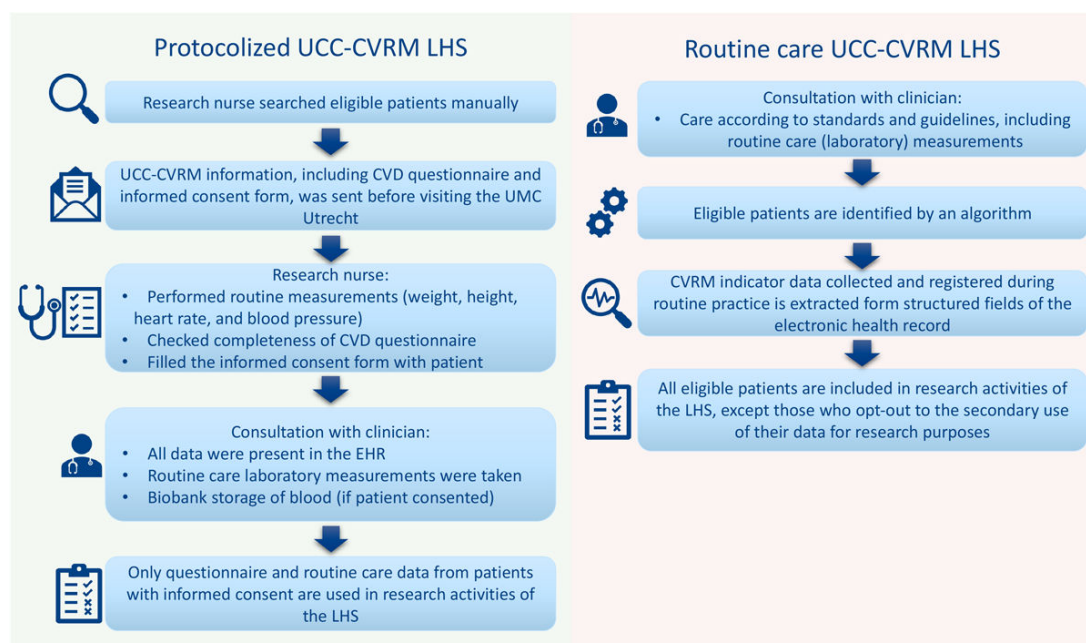 Protocolized UCC-CVRM LHS
Research nurse searched eligible patients manually
UCC-CVRM information, including CVD questionnaire and
informed consent form, was sent before visiting the UMC
Utrecht
Research nurse:
• Performed routine measurements (weight, height,
heart rate, and blood pressure)
• Checked completeness of CVD questionnaire
• Filled the informed consent form with patient
Consultation with clinician:
• All data were present in the EHR
• Routine care laboratory measurements were taken
• Biobank storage of blood (if patient consented)
Only questionnaire and routine care data from patients
with informed consent are used in research activities of
the LHS
Routine care UCC-CVRM LHS
Consultation with clinician:
• Care according to standards and guidelines, including
routine care (laboratory) measurements
Eligible patients are identified by an algorithm
CVRM indicator data collected and registered during
routine practice is extracted form structured fields of the
electronic health record
All eligible patients are included in research activities of
the LHS, except those who opt-out to the secondary use
of their data for research purposes